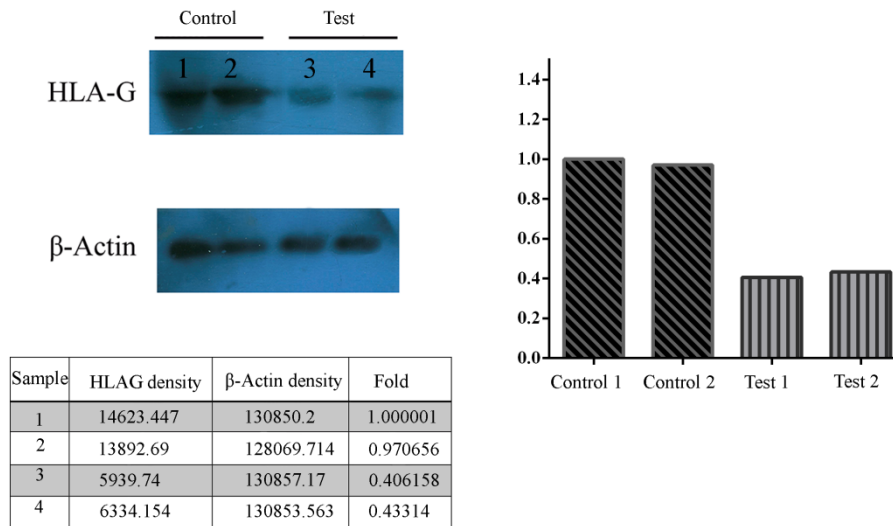 Control Test
1 2 3 4
HLA-G
β-Actin
Sample HLAG density β-Actin density Fold
1 14623.447 130850.2 1.000001
2 13892.69 128069.714 0.970656
3 5939.74 130857.17 0.406158
4 6334.154 130853.563 0.43314
1.4
1.2
1.0
0.8
0.6
0.4
0.2
0.0
Control 1 Control 2 Test 1 Test 2